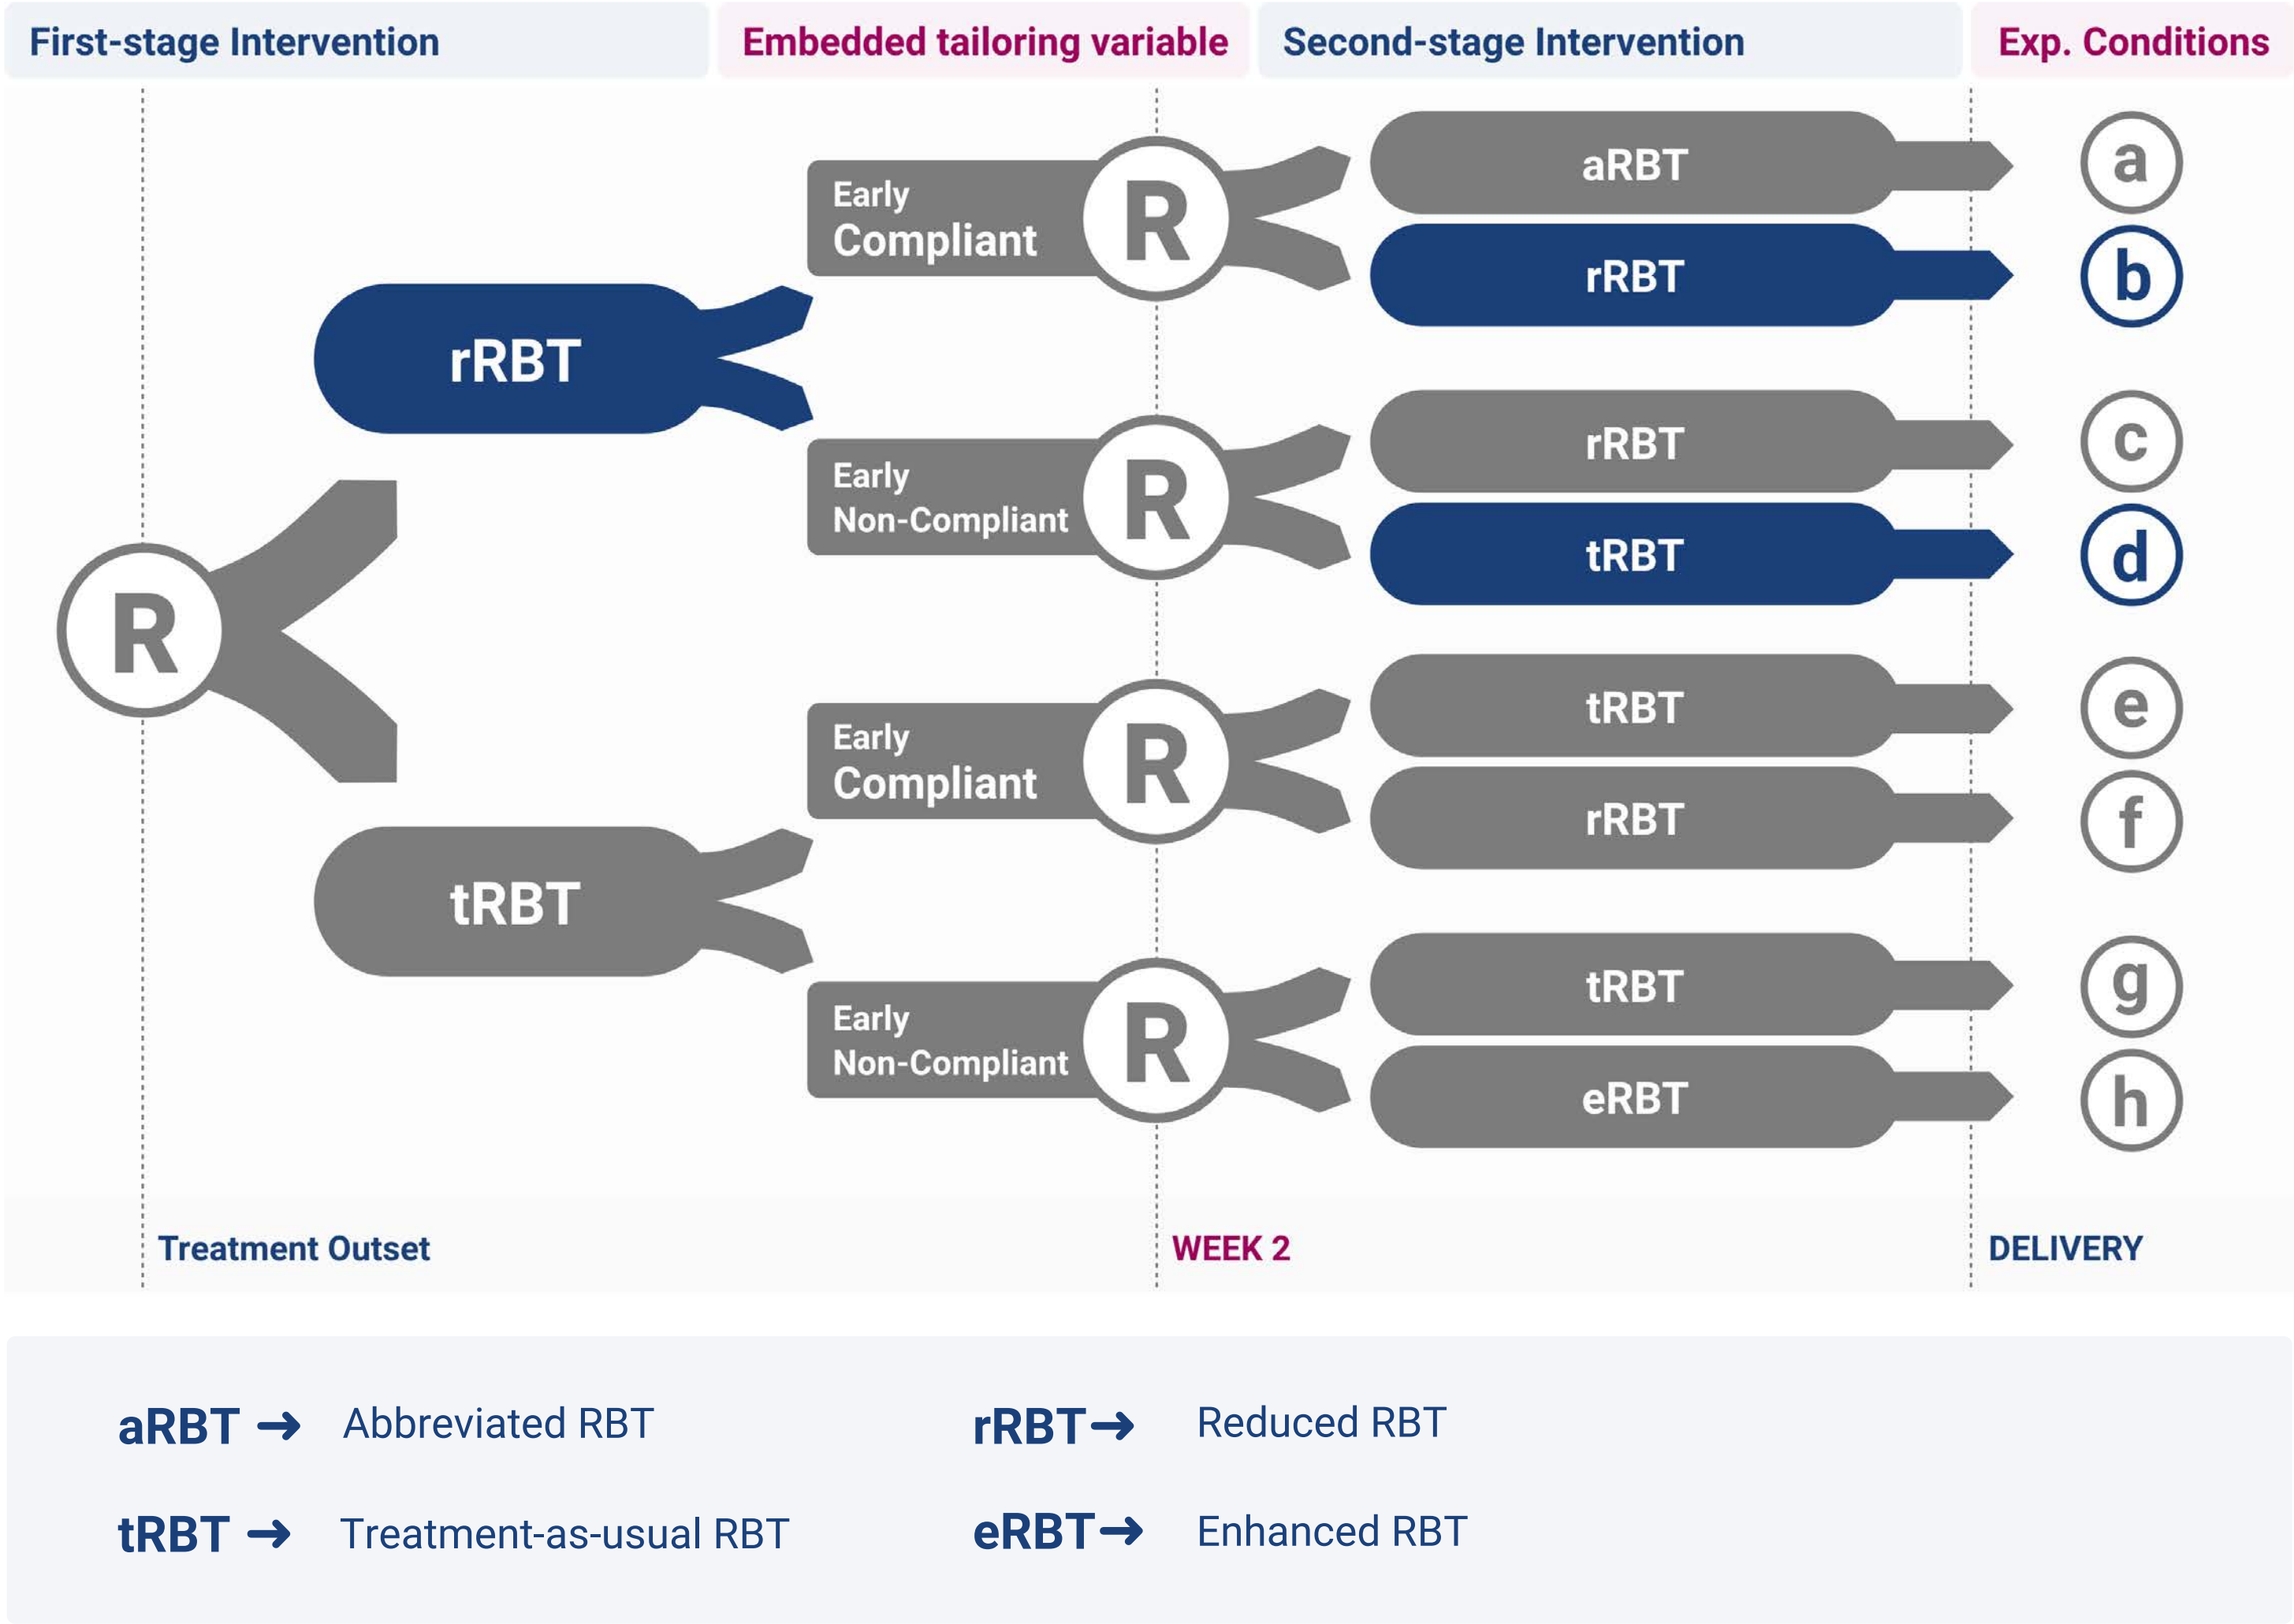 First-stage Intervention
Embedded tailoring variable
Second-stage Intervention
Exp. Conditions
R
rRBT
tRBT
Early
Compliant
R
aRBT
a
rRBT
b
Early
Non-Compliant
R
rRBT
c
tRBT
d
Early
Compliant
R
tRBT
e
rRBT
f
Early
Non-Compliant
R
tRBT
g
eRBT
h
Treatment Outset
WEEK 2
DELIVERY
aRBT → Abbreviated RBT
rRBT → Reduced RBT
tRBT → Treatment-as-usual RBT
eRBT → Enhanced RBT